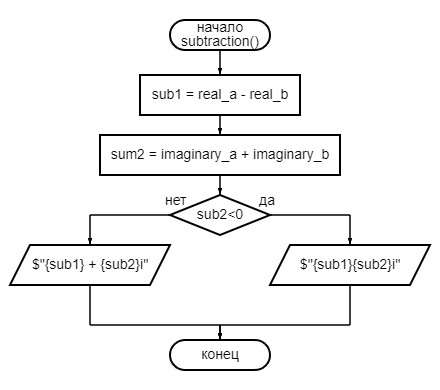 начало
subtraction()
sub1 = real_a - real_b
sum2 = imaginary_a + imaginary_b
нет
да
sub2<0
$"{sub1} + {sub2}i"
$"{sub1}{sub2}i"
конец